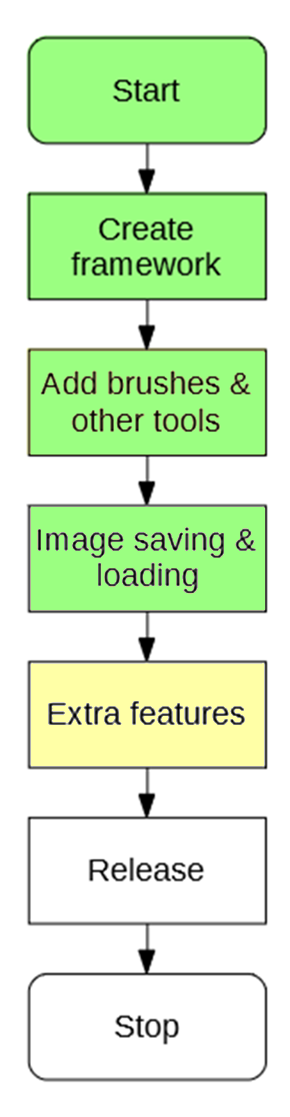 Start
Create
framework
Add brushes &
other tools
Image saving &
loading
Extra features
Release
Stop